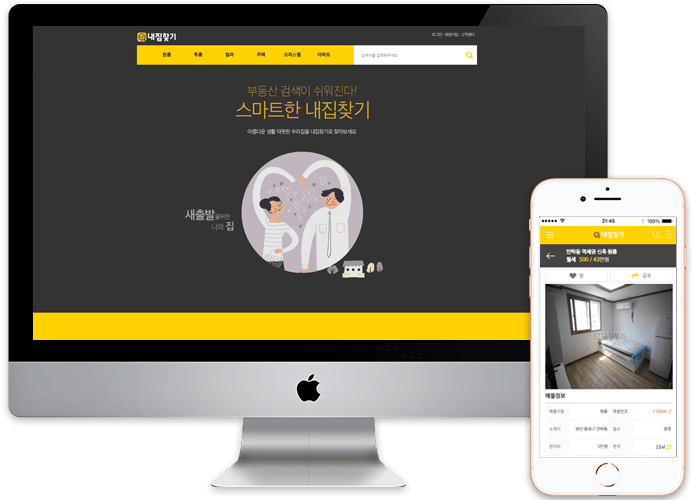 내집찾기
로그인 | 회원가입 | 고객센터
원룸 투룸 빌라 주택 오피스텔 아파트
검색어를 입력해주세요
부동산 검색이 쉬워진다!
스마트한 내집찾기
아름다운 생활 따뜻한 우리집을 내집찾기로 찾아보세요
새출발을위한
나의 집
21:45
100%
내집찾기
안락동 역세권 신축 원룸
월세 500 / 43만원
찜
공유
매물정보
매물구분 원룸 매물번호
소재지 부산 동래구 안락동 층수
관리비 5만원 면적